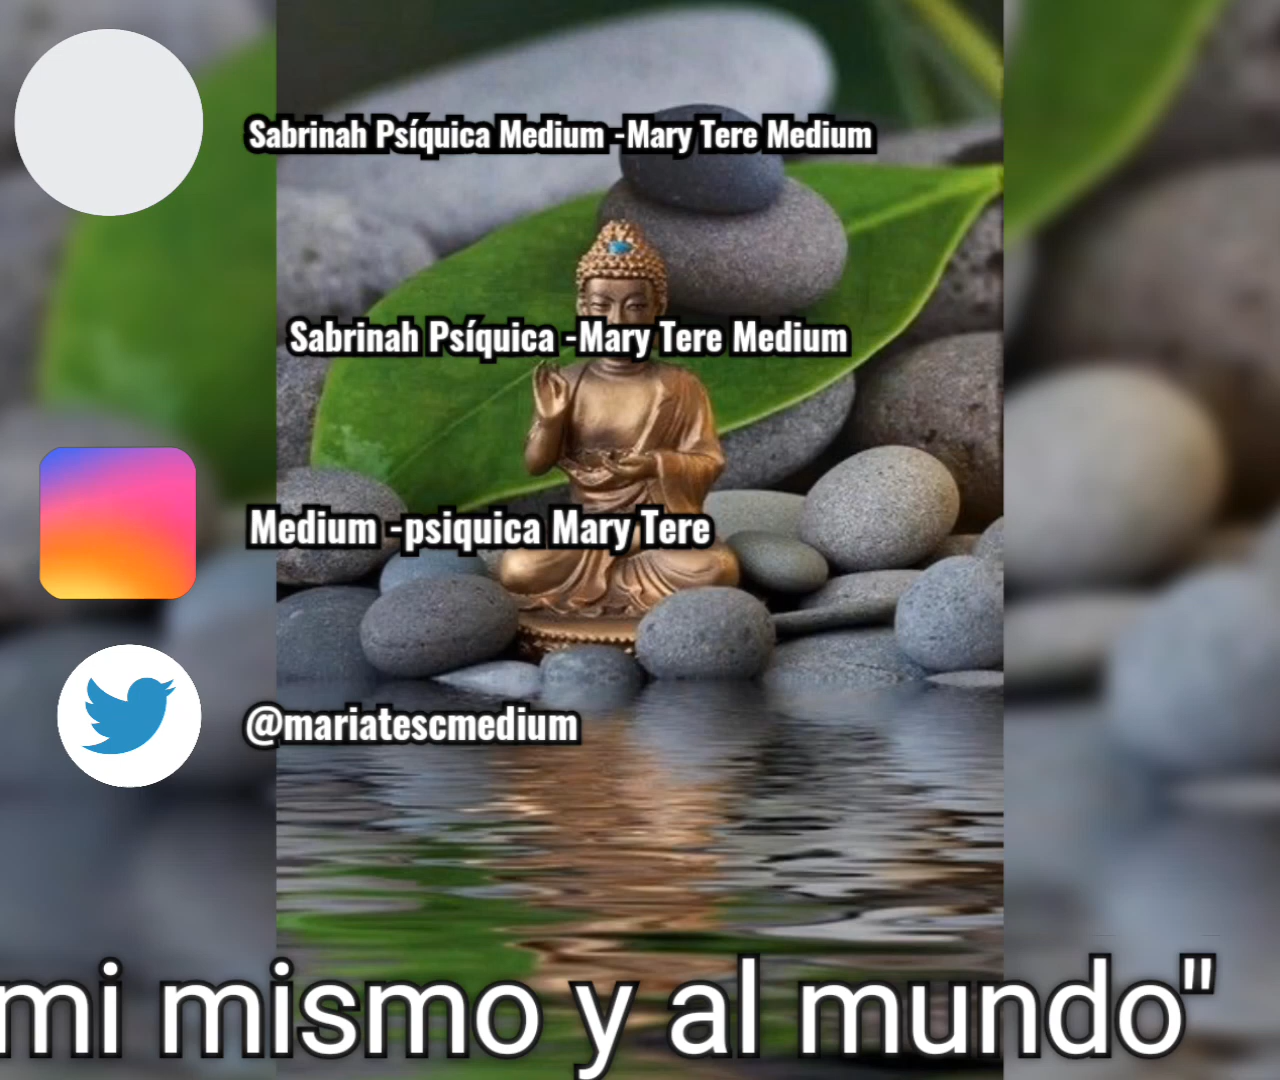 Sabrinah Psíquica Medium -Mary Tere Medium
Sabrinah Psíquica -Mary Tere Medium
Medium -psiquica Mary Tere
@mariatescmedium
mi mismo y al mundo"